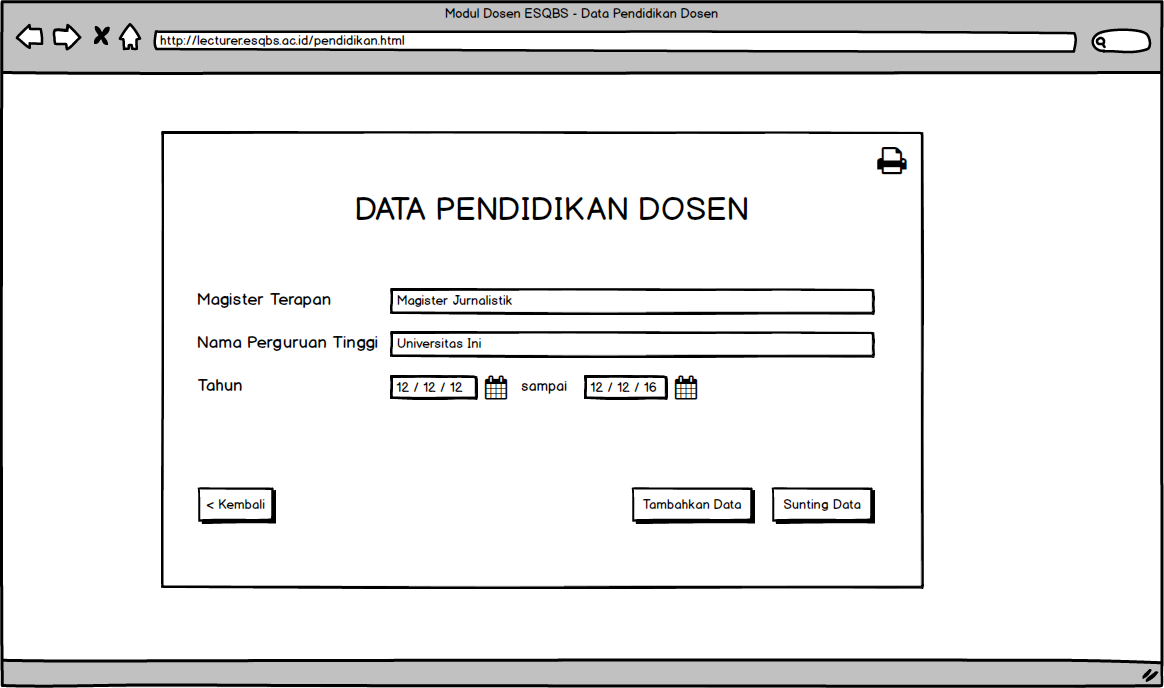 Modul Dosen ESQBS - Data Pendidikan Dosen
http://lecturer.esqbs.ac.id/pendidikan.html
DATA PENDIDIKAN DOSEN
Magister Terapan Magister Jurnalistik
Nama Perguruan Tinggi Universitas Ini
Tahun 12 / 12 / 12 sampai 12 / 12 / 16
< Kembali Tambahkan Data Sunting Data